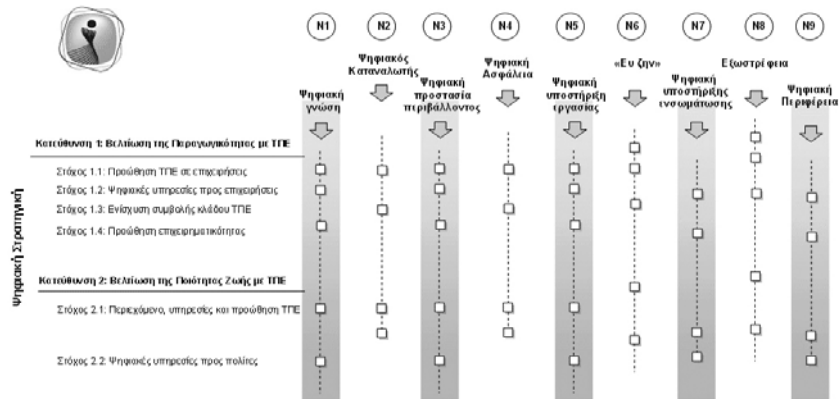 N1 N2 N3 N4 N5 N6 N7 N8 N9
Ψηφιακή
γνώση
Ψηφιακός
Καταναλωτής
Ψηφιακή
προστασία
περιβάλλοντος
Ψηφιακή
Ασφάλεια
Ψηφιακή
υποστήριξη
εργασίας
«Ευ ζην»
Ψηφιακή
υποστήριξης
ενσωμάτωσης
Εξωστρέφεια
Ψηφιακή
Περιφέρεια
Ψηφιακή Στρατηγική
Κατεύθυνση 1: Βελτίωση της Παραγωγικότητας με ΤΠΕ
Στόχος 1.1: Προώθηση ΤΠΕ σε επιχειρήσεις
Στόχος 1.2: Ψηφιακές υπηρεσίες προς επιχειρήσεις
Στόχος 1.3: Ενίσχυση συμβολής κλάδου ΤΠΕ
Στόχος 1.4: Προώθηση επιχειρηματικότητας
Κατεύθυνση 2: Βελτίωση της Ποιότητας Ζωής με ΤΠΕ
Στόχος 2.1: Περιεχόμενο, υπηρεσίες και προώθηση ΤΠΕ
Στόχος 2.2: Ψηφιακές υπηρεσίες προς πολίτες